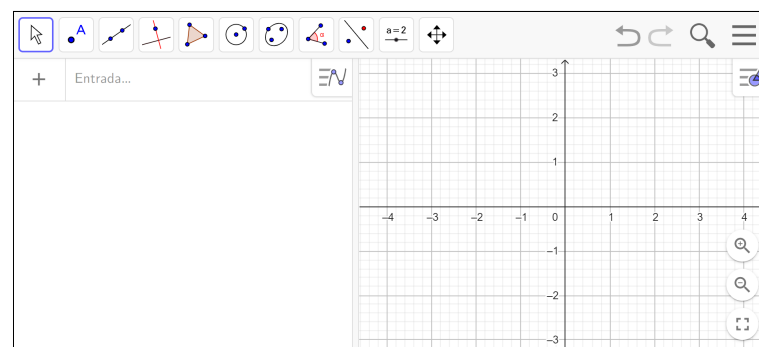 A
α
a=2
+ Entrada...
3
2
1
–4 –3 –2 –1 0 1 2 3 4
–1
–2
–3